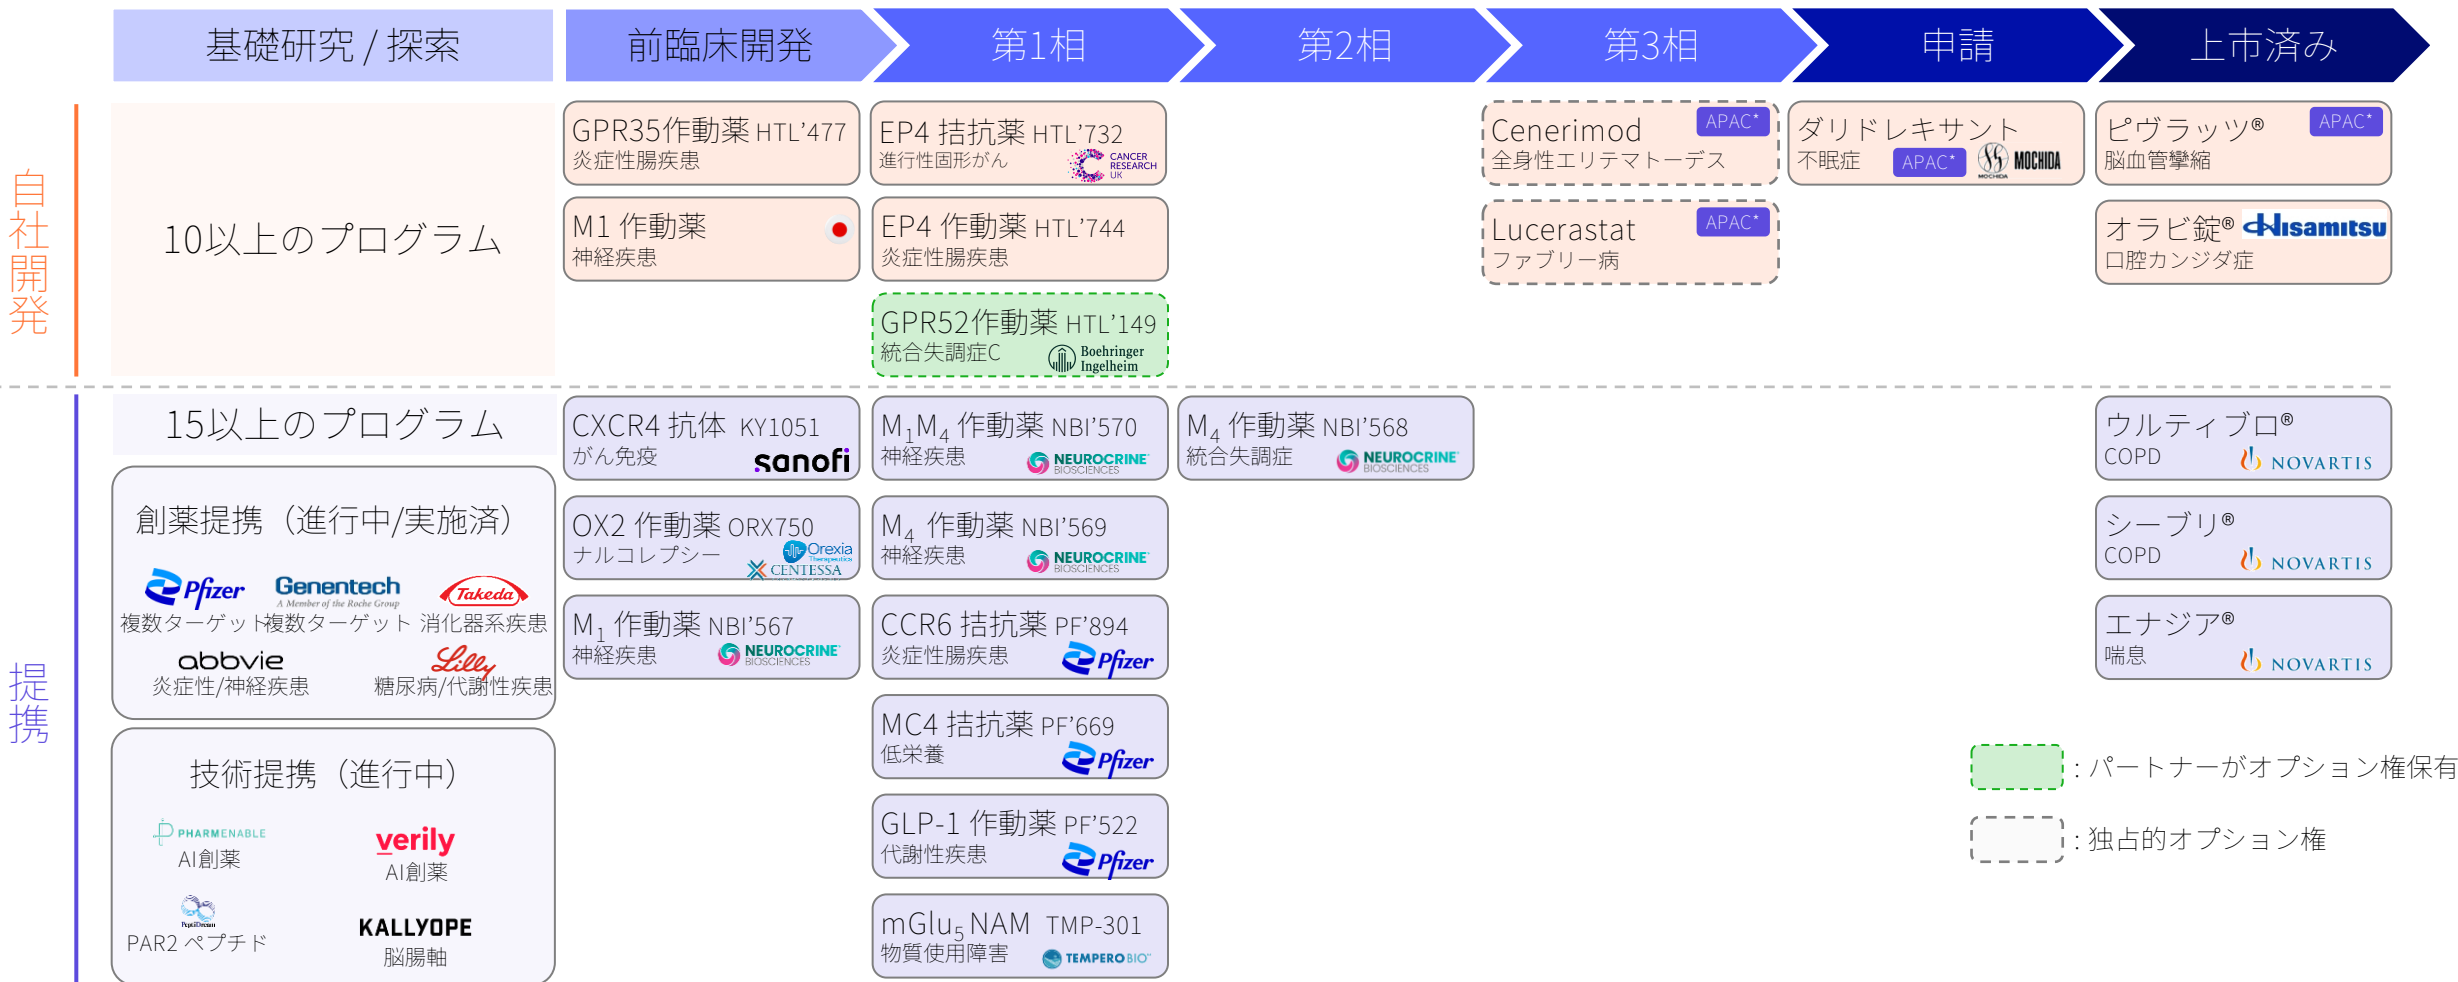 基礎研究 / 探索
前臨床開発
第1相
第2相
第3相
申請
上市済み
自社開発
10以上のプログラム
GPR35作動薬 HTL'477
炎症性腸疾患
M1 作動薬
神経疾患
EP4 拮抗薬 HTL'732
進行性固形がん
CANCER
RESEARCH
UK
EP4 作動薬 HTL'744
炎症性腸疾患
GPR52作動薬 HTL'149
統合失調症C
Boehringer
Ingelheim
Cenerimod
APAC*
全身性エリテマトーデス
Lucerastat
APAC*
ファブリー病
ダリドレキサント
不眠症
APAC*
MOCHIDA
MOCHIDA
ピヴラッツ®
APAC*
脳血管攣縮
オラビ錠®
Hisamitsu
口腔カンジダ症
提携
15以上のプログラム
創薬提携（進行中/実施済）
Pfizer
複数ターゲット
Genentech
A Member of the Roche Group
複数ターゲット
Takeda
消化器系疾患
abbvie
炎症性/神経疾患
Lilly
糖尿病/代謝性疾患
技術提携（進行中）
PHARMENABLE
AI創薬
verily
AI創薬
PeptiDream
PAR2 ペプチド
KALLYOPE
脳腸軸
CXCR4 抗体 KY1051
がん免疫
sanofi
OX2 作動薬 ORX750
ナルコレプシー
Orexia
Therapeutics
CENTESSA
M₁ 作動薬 NBI'567
神経疾患
NEUROCRINE
BIOSCIENCES
M₁M₄ 作動薬 NBI'570
神経疾患
NEUROCRINE
BIOSCIENCES
M₄ 作動薬 NBI'569
神経疾患
NEUROCRINE
BIOSCIENCES
CCR6 拮抗薬 PF'894
炎症性腸疾患
Pfizer
MC4 拮抗薬 PF'669
低栄養
Pfizer
GLP-1 作動薬 PF'522
代謝性疾患
Pfizer
mGlu₅ NAM TMP-301
物質使用障害
TEMPERO BIO
M₄ 作動薬 NBI'568
統合失調症
NEUROCRINE
BIOSCIENCES
ウルティブロ®
COPD
NOVARTIS
シーブリ®
COPD
NOVARTIS
エナジア®
喘息
NOVARTIS
: パートナーがオプション権保有
: 独占的オプション権